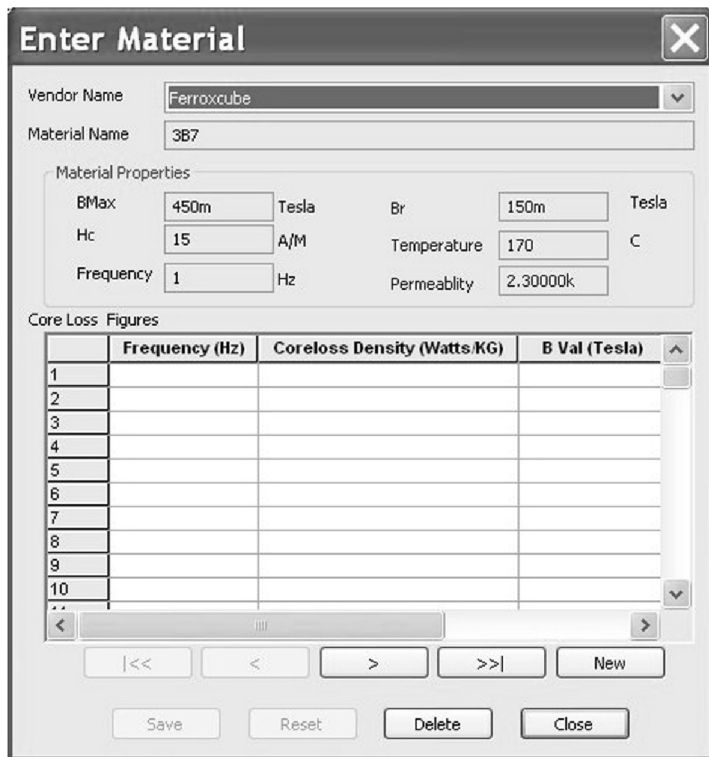 Enter Material
Vendor Name Ferroxcube
Material Name 3B7
Material Properties
BMax 450m Tesla Br 150m Tesla
Hc 15 A/M Temperature 170 C
Frequency 1 Hz Permeablity 2.30000k
Core Loss Figures
Frequency (Hz) Coreloss Density (Watts/KG) B Val (Tesla)
1
2
3
4
5
6
7
8
9
10
|<< < > >>| New
Save Reset Delete Close